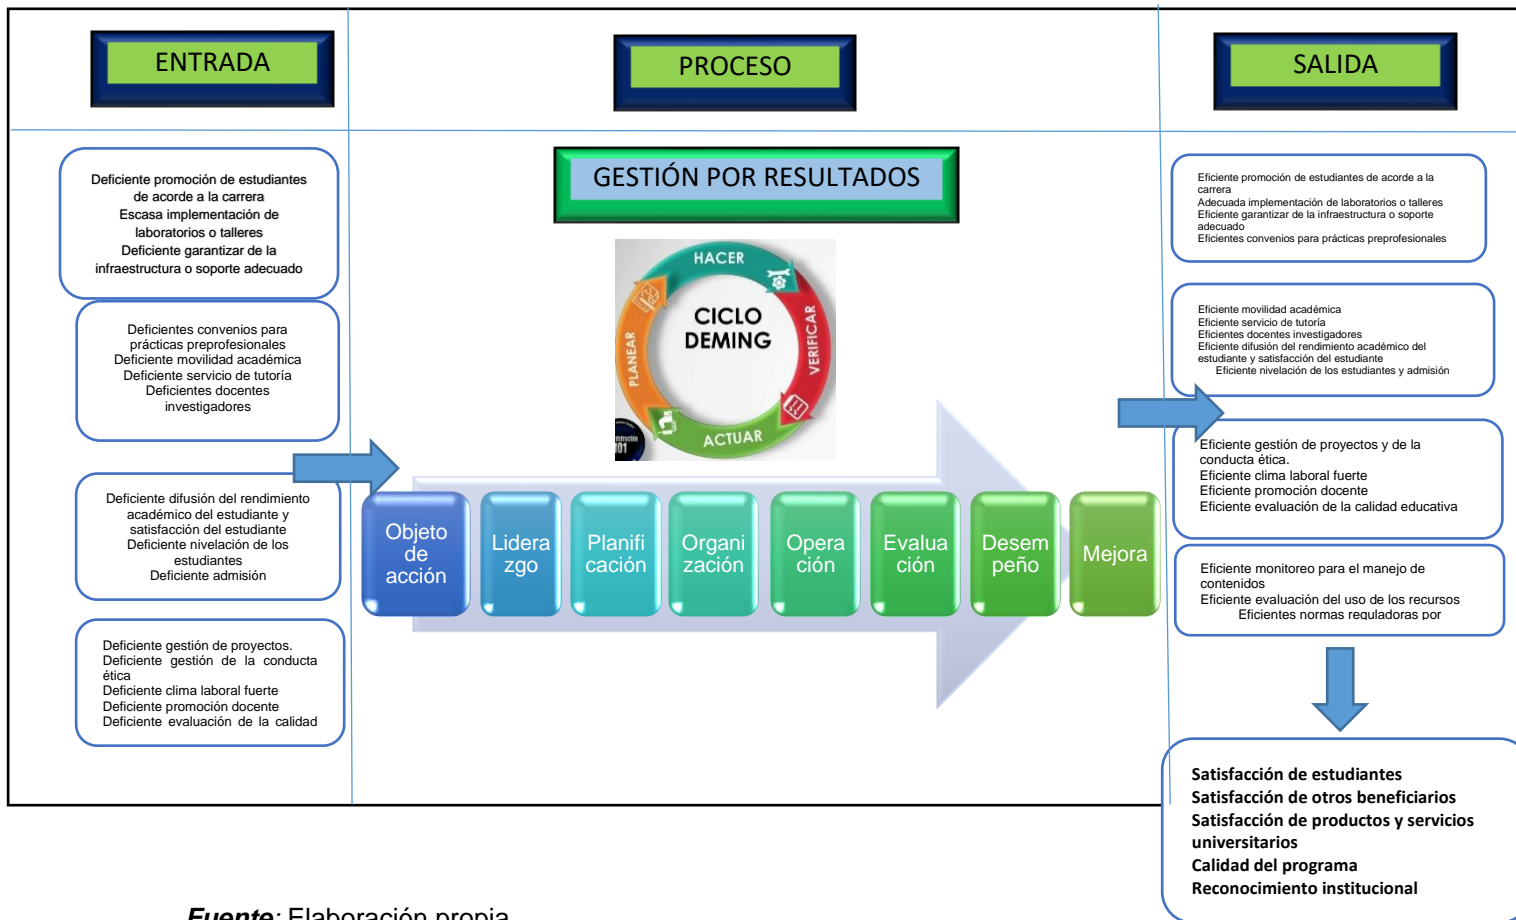 ENTRADA
PROCESO
SALIDA
Deficiente promoción de estudiantes
de acorde a la carrera
Escasa implementación de
laboratorios o talleres
Deficiente garantizar de la
infraestructura o soporte adecuado
Deficientes convenios para
prácticas preprofesionales
Deficiente movilidad académica
Deficiente servicio de tutoría
Deficientes docentes
investigadores
Deficiente difusión del rendimiento
académico del estudiante y
satisfacción del estudiante
Deficiente nivelación de los
estudiantes
Deficiente admisión
Deficiente gestión de proyectos.
Deficiente gestión de la conducta
ética
Deficiente clima laboral fuerte
Deficiente promoción docente
Deficiente evaluación de la calidad
GESTIÓN POR RESULTADOS
HACER
CICLO
DEMING
PLANEAR
VERIFICAR
ACTUAR
101
Objeto
de
acción
Lidera
zgo
Planifi
cación
Organi
zación
Opera
ción
Evalua
ción
Desem
peño
Mejora
Eficiente promoción de estudiantes de acorde a la
carrera
Adecuada implementación de laboratorios o talleres
Eficiente garantizar de la infraestructura o soporte
adecuado
Eficientes convenios para prácticas preprofesionales
Eficiente movilidad académica
Eficiente servicio de tutoría
Eficientes docentes investigadores
Eficiente difusión del rendimiento académico del
estudiante y satisfacción del estudiante
Eficiente nivelación de los estudiantes y admisión
Eficiente gestión de proyectos y de la
conducta ética.
Eficiente clima laboral fuerte
Eficiente promoción docente
Eficiente evaluación de la calidad educativa
Eficiente monitoreo para el manejo de
contenidos
Eficiente evaluación del uso de los recursos
Eficientes normas reguladoras por
Satisfacción de estudiantes
Satisfacción de otros beneficiarios
Satisfacción de productos y servicios
universitarios
Calidad del programa
Reconocimiento institucional
Fuente: Elaboración propia